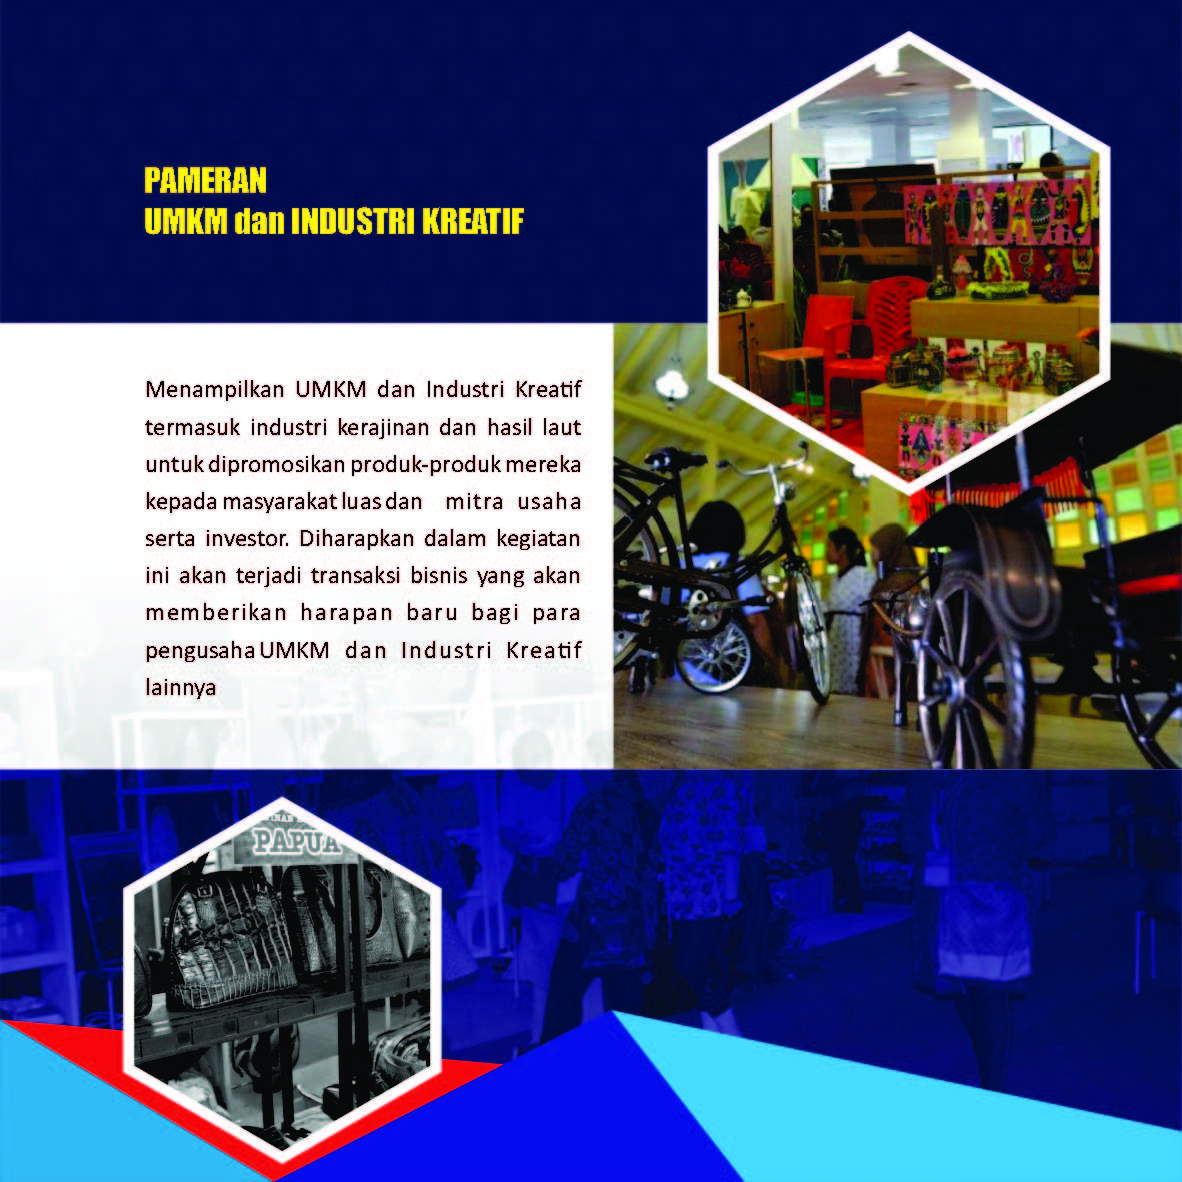 PAMERAN
UMKM dan INDUSTRI KREATIF
Menampilkan UMKM dan Industri Kreatif
termasuk industri kerajinan dan hasil laut
untuk dipromosikan produk-produk mereka
kepada masyarakat luas dan mitra usaha
serta investor. Diharapkan dalam kegiatan
ini akan terjadi transaksi bisnis yang akan
memberikan harapan baru bagi para
pengusaha UMKM dan Industri Kreatif
lainnya
PAPUA